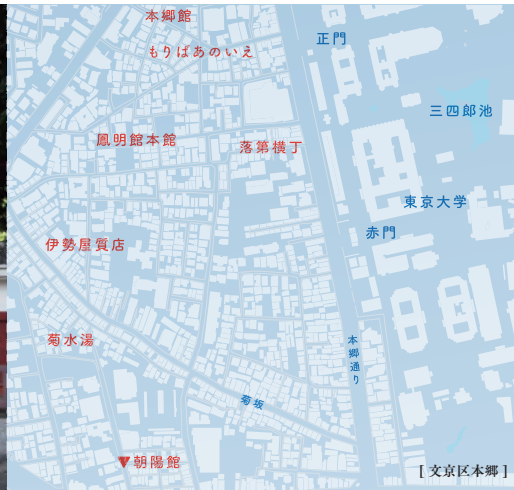 本郷館
もりばあのいえ
正門
三四郎池
鳳明館本館
落第横丁
東京大学
赤門
伊勢屋質店
菊水湯
本郷通り
菊坂
▼朝陽館
[ 文京区本郷 ]